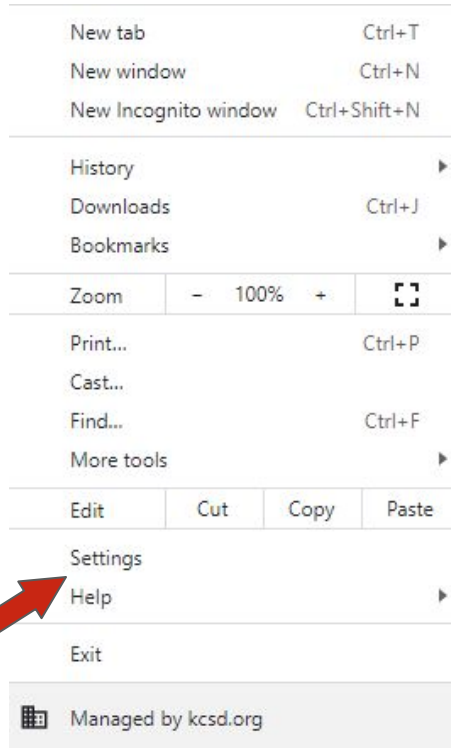 New tab Ctrl+T
New window Ctrl+N
New Incognito window Ctrl+Shift+N
History
Downloads Ctrl+J
Bookmarks
Zoom - 100% +
Print... Ctrl+P
Cast...
Find... Ctrl+F
More tools
Edit Cut Copy Paste
Settings
Help
Exit
Managed by kcsd.org